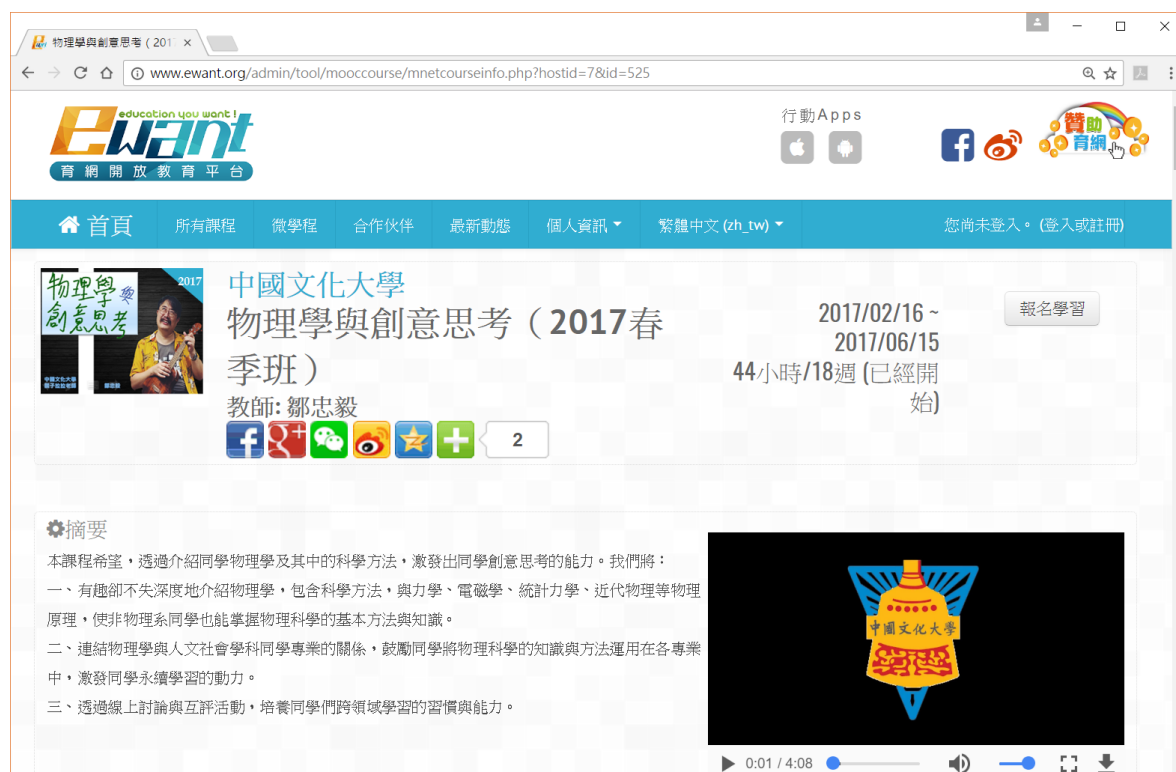 物理學與創意思考（201
www.ewant.org/admin/tool/mooccourse/mnetcourseinfo.php?hostid=7&id=525
education you want !
ewant
育網開放教育平台
行動Apps
贊助
育網
首頁 所有課程 微學程 合作伙伴 最新動態 個人資訊 繁體中文 (zh_tw) 您尚未登入。(登入或註冊)
物理學與
創意思考
2017
中國文化大學
鄒忠毅
中國文化大學
物理學與創意思考（2017春
季班）
教師: 鄒忠毅
2
2017/02/16 ~
2017/06/15
44小時/18週 (已經開
始)
報名學習
摘要
本課程希望，透過介紹同學物理學及其中的科學方法，激發出同學創意思考的能力。我們將：
一、有趣卻不失深度地介紹物理學，包含科學方法，與力學、電磁學、統計力學、近代物理等物理
原理，使非物理系同學也能掌握物理科學的基本方法與知識。
二、連結物理學與人文社會學科同學專業的關係，鼓勵同學將物理科學的知識與方法運用在各專業
中，激發同學永續學習的動力。
三、透過線上討論與互評活動，培養同學們跨領域學習的習慣與能力。
中國文化大學
0:01 / 4:08